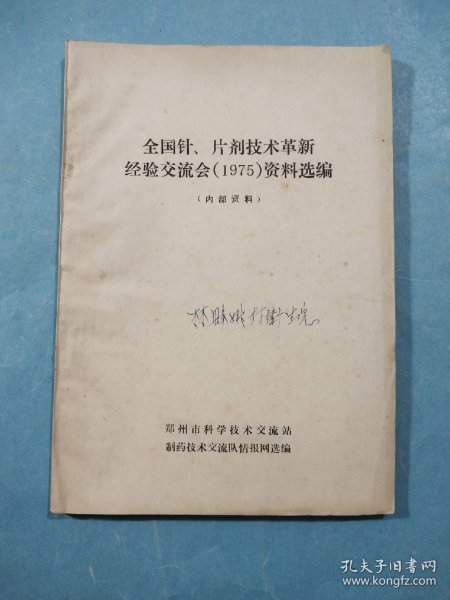 全国针、片剂技术革新
经验交流会(1975)资料选编
(内部资料)
郑州市科学技术交流站
制药技术交流队情报网选编
孔夫子旧书网
www.kongfz.com